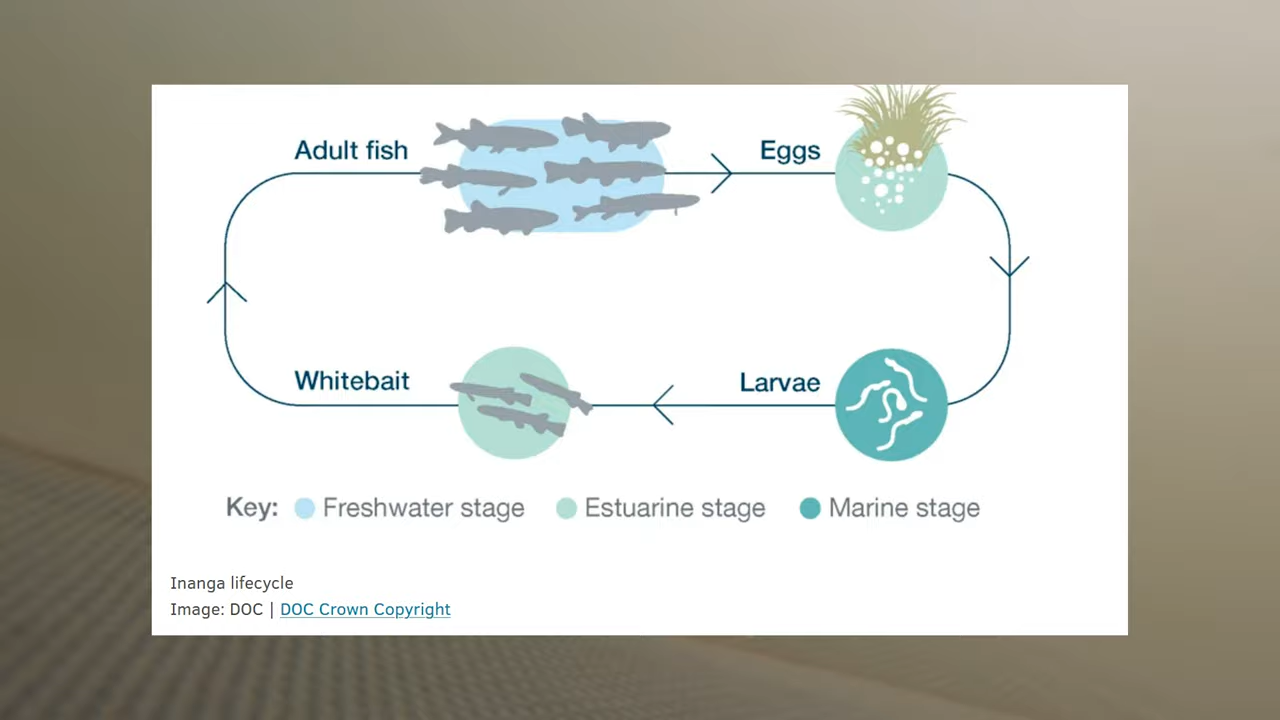 Adult fish
Eggs
Whitebait
Larvae
Key: Freshwater stage Estuarine stage Marine stage
Inanga lifecycle
Image: DOC | DOC Crown Copyright